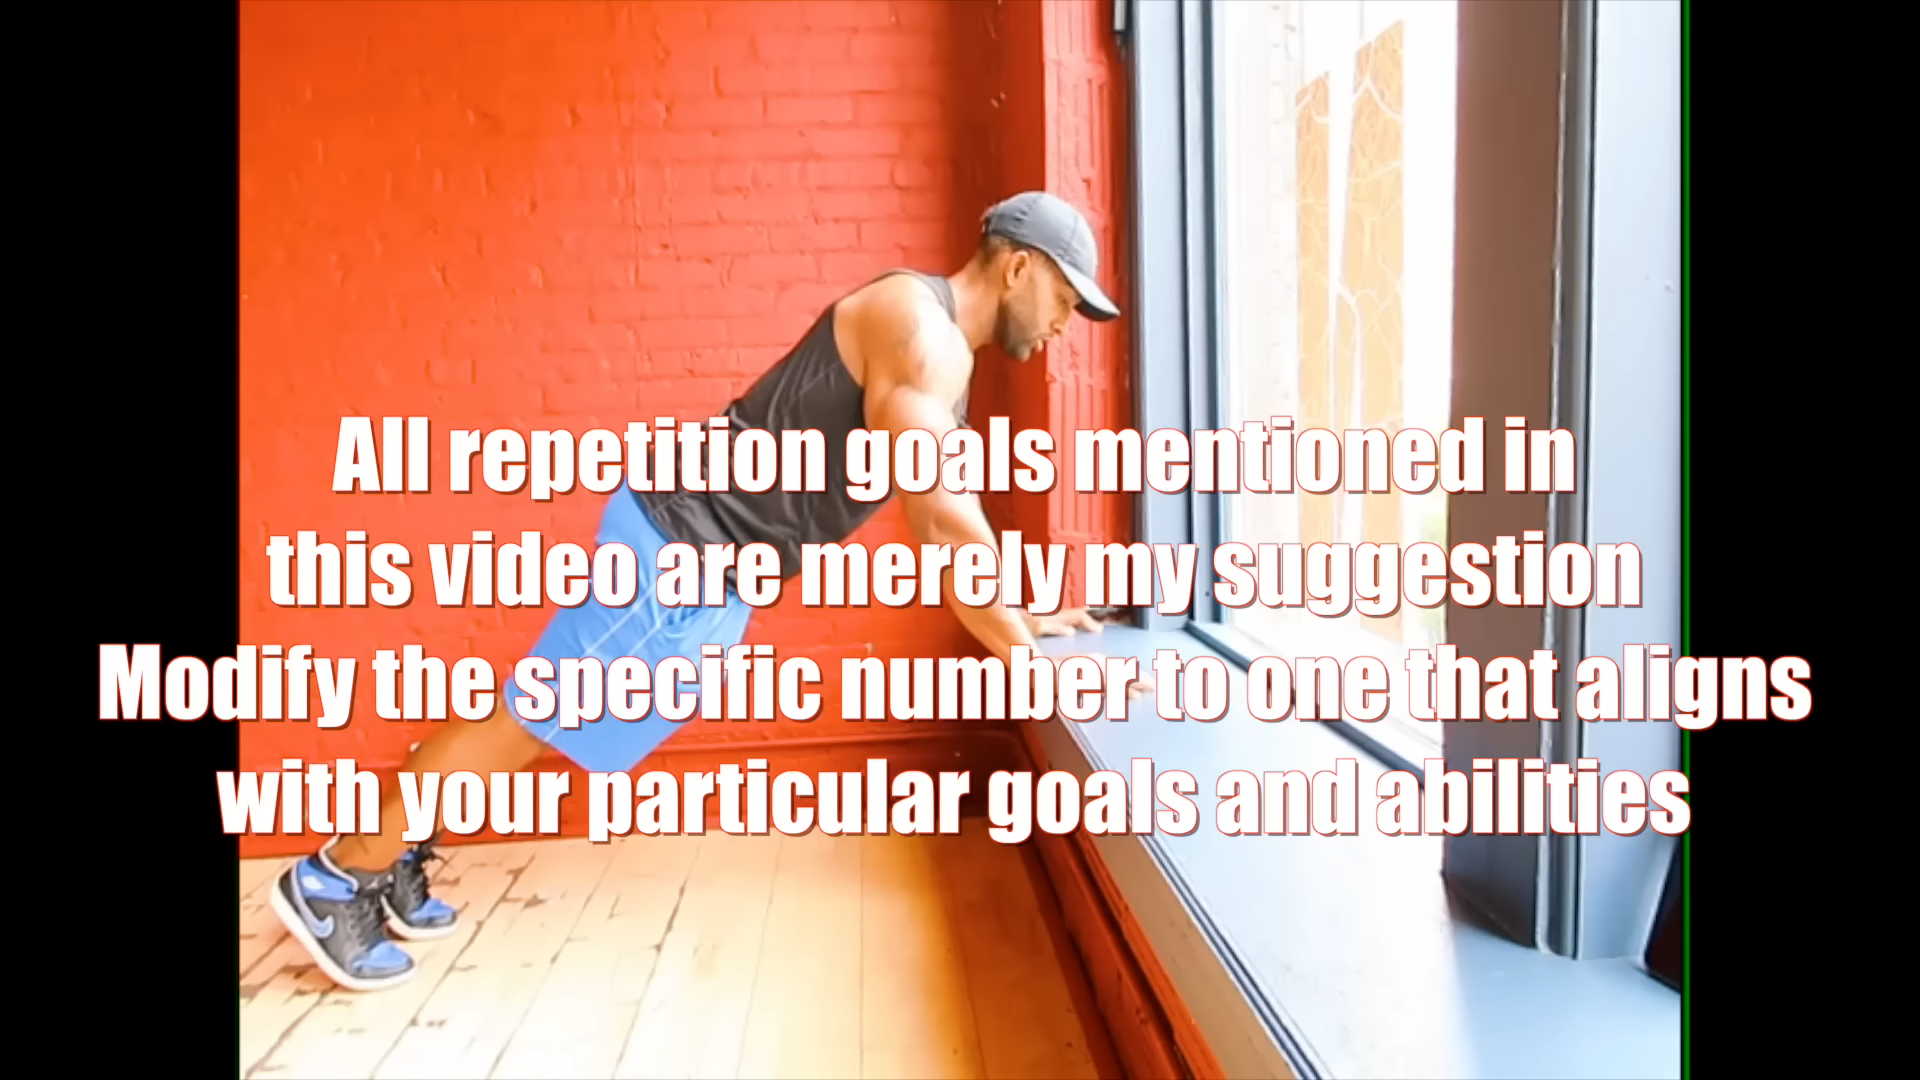 All repetition goals mentioned in
this video are merely my suggestion
Modify the specific number to one that aligns
with your particular goals and abilities